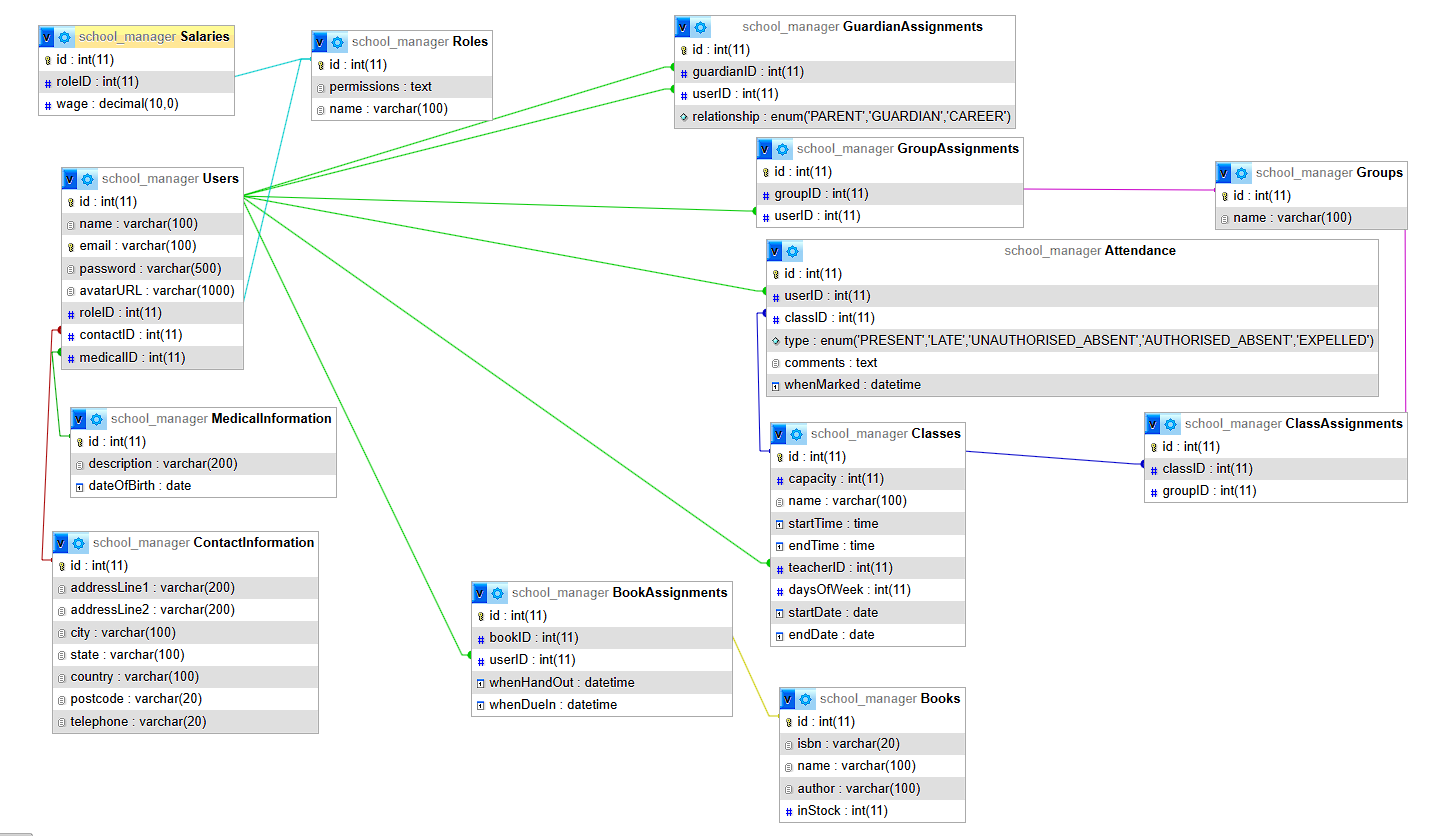 school_manager Salaries
id : int(11)
roleID : int(11)
wage : decimal(10,0)
school_manager Roles
id : int(11)
permissions : text
name : varchar(100)
school_manager GuardianAssignments
id : int(11)
guardianID : int(11)
userID : int(11)
relationship : enum('PARENT','GUARDIAN','CAREER')
school_manager GroupAssignments
id : int(11)
groupID : int(11)
userID : int(11)
school_manager Groups
id : int(11)
name : varchar(100)
school_manager Users
id : int(11)
name : varchar(100)
email : varchar(100)
password : varchar(500)
avatarURL : varchar(1000)
roleID : int(11)
contactID : int(11)
medicalID : int(11)
school_manager Attendance
id : int(11)
userID : int(11)
classID : int(11)
type : enum('PRESENT','LATE','UNAUTHORISED_ABSENT','AUTHORISED_ABSENT','EXPELLED')
comments : text
whenMarked : datetime
school_manager MedicalInformation
id : int(11)
description : varchar(200)
dateOfBirth : date
school_manager Classes
id : int(11)
capacity : int(11)
name : varchar(100)
startTime : time
endTime : time
teacherID : int(11)
daysOfWeek : int(11)
startDate : date
endDate : date
school_manager ClassAssignments
id : int(11)
classID : int(11)
groupID : int(11)
school_manager ContactInformation
id : int(11)
addressLine1 : varchar(200)
addressLine2 : varchar(200)
city : varchar(100)
state : varchar(100)
country : varchar(100)
postcode : varchar(20)
telephone : varchar(20)
school_manager BookAssignments
id : int(11)
bookID : int(11)
userID : int(11)
whenHandOut : datetime
whenDueIn : datetime
school_manager Books
id : int(11)
isbn : varchar(20)
name : varchar(100)
author : varchar(100)
inStock : int(11)